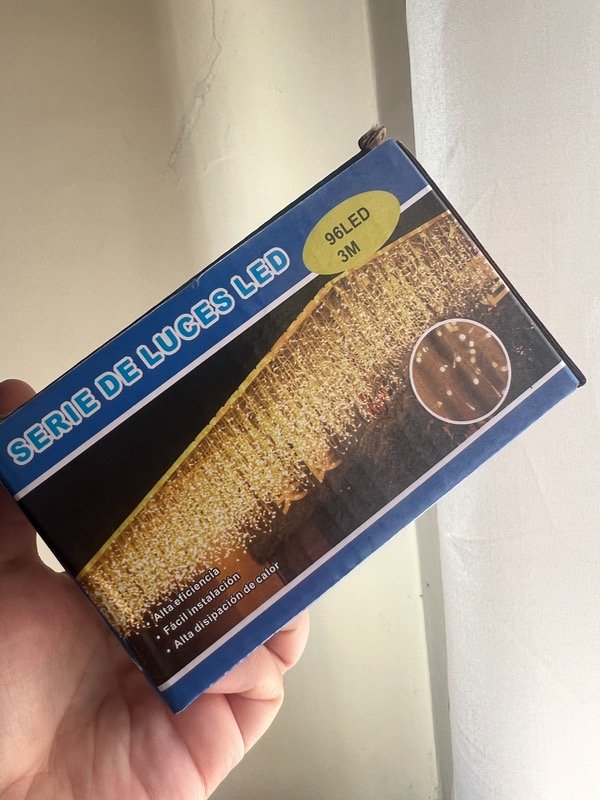 96LED
3M
SERIE DE LUCES LED
• Alta eficiencia
• Fácil instalación
• Alta disipación de calor